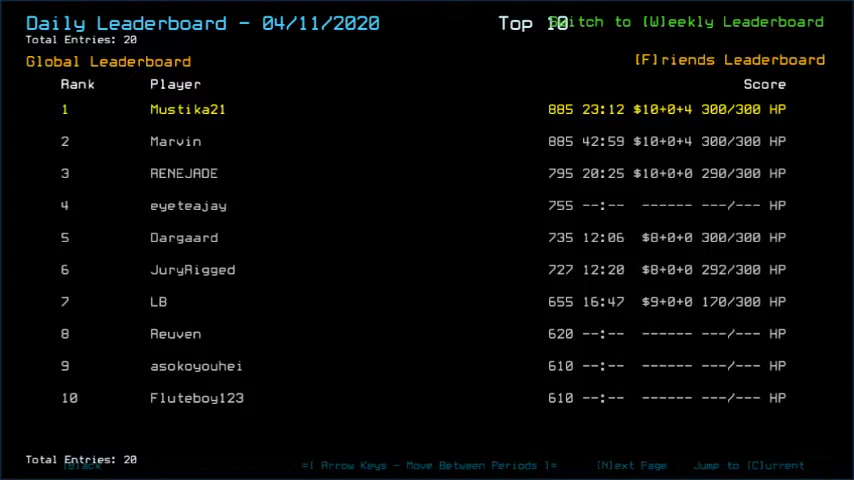 Daily Leaderboard - 04/11/2020 Top 10 Switch to [W]eekly Leaderboard
Total Entries: 20
Global Leaderboard [F]riends Leaderboard
Rank Player Score
1 Mustika21 885 23:12 $10+0+4 300/300 HP
2 Marvin 885 42:59 $10+0+4 300/300 HP
3 RENEJADE 795 20:25 $10+0+0 290/300 HP
4 eyeteajay 755 --:-- ------ ---/--- HP
5 Dargaard 735 12:06 $8+0+0 300/300 HP
6 JuryRigged 727 12:20 $8+0+0 292/300 HP
7 LB 655 16:47 $9+0+0 170/300 HP
8 Reuven 620 --:-- ------ ---/--- HP
9 asokoyouhei 610 --:-- ------ ---/--- HP
10 Fluteboy123 610 --:-- ------ ---/--- HP
Total Entries: 20
[B]ack =[ Arrow Keys - Move Between Periods ]= [N]ext Page Jump to [C]urrent